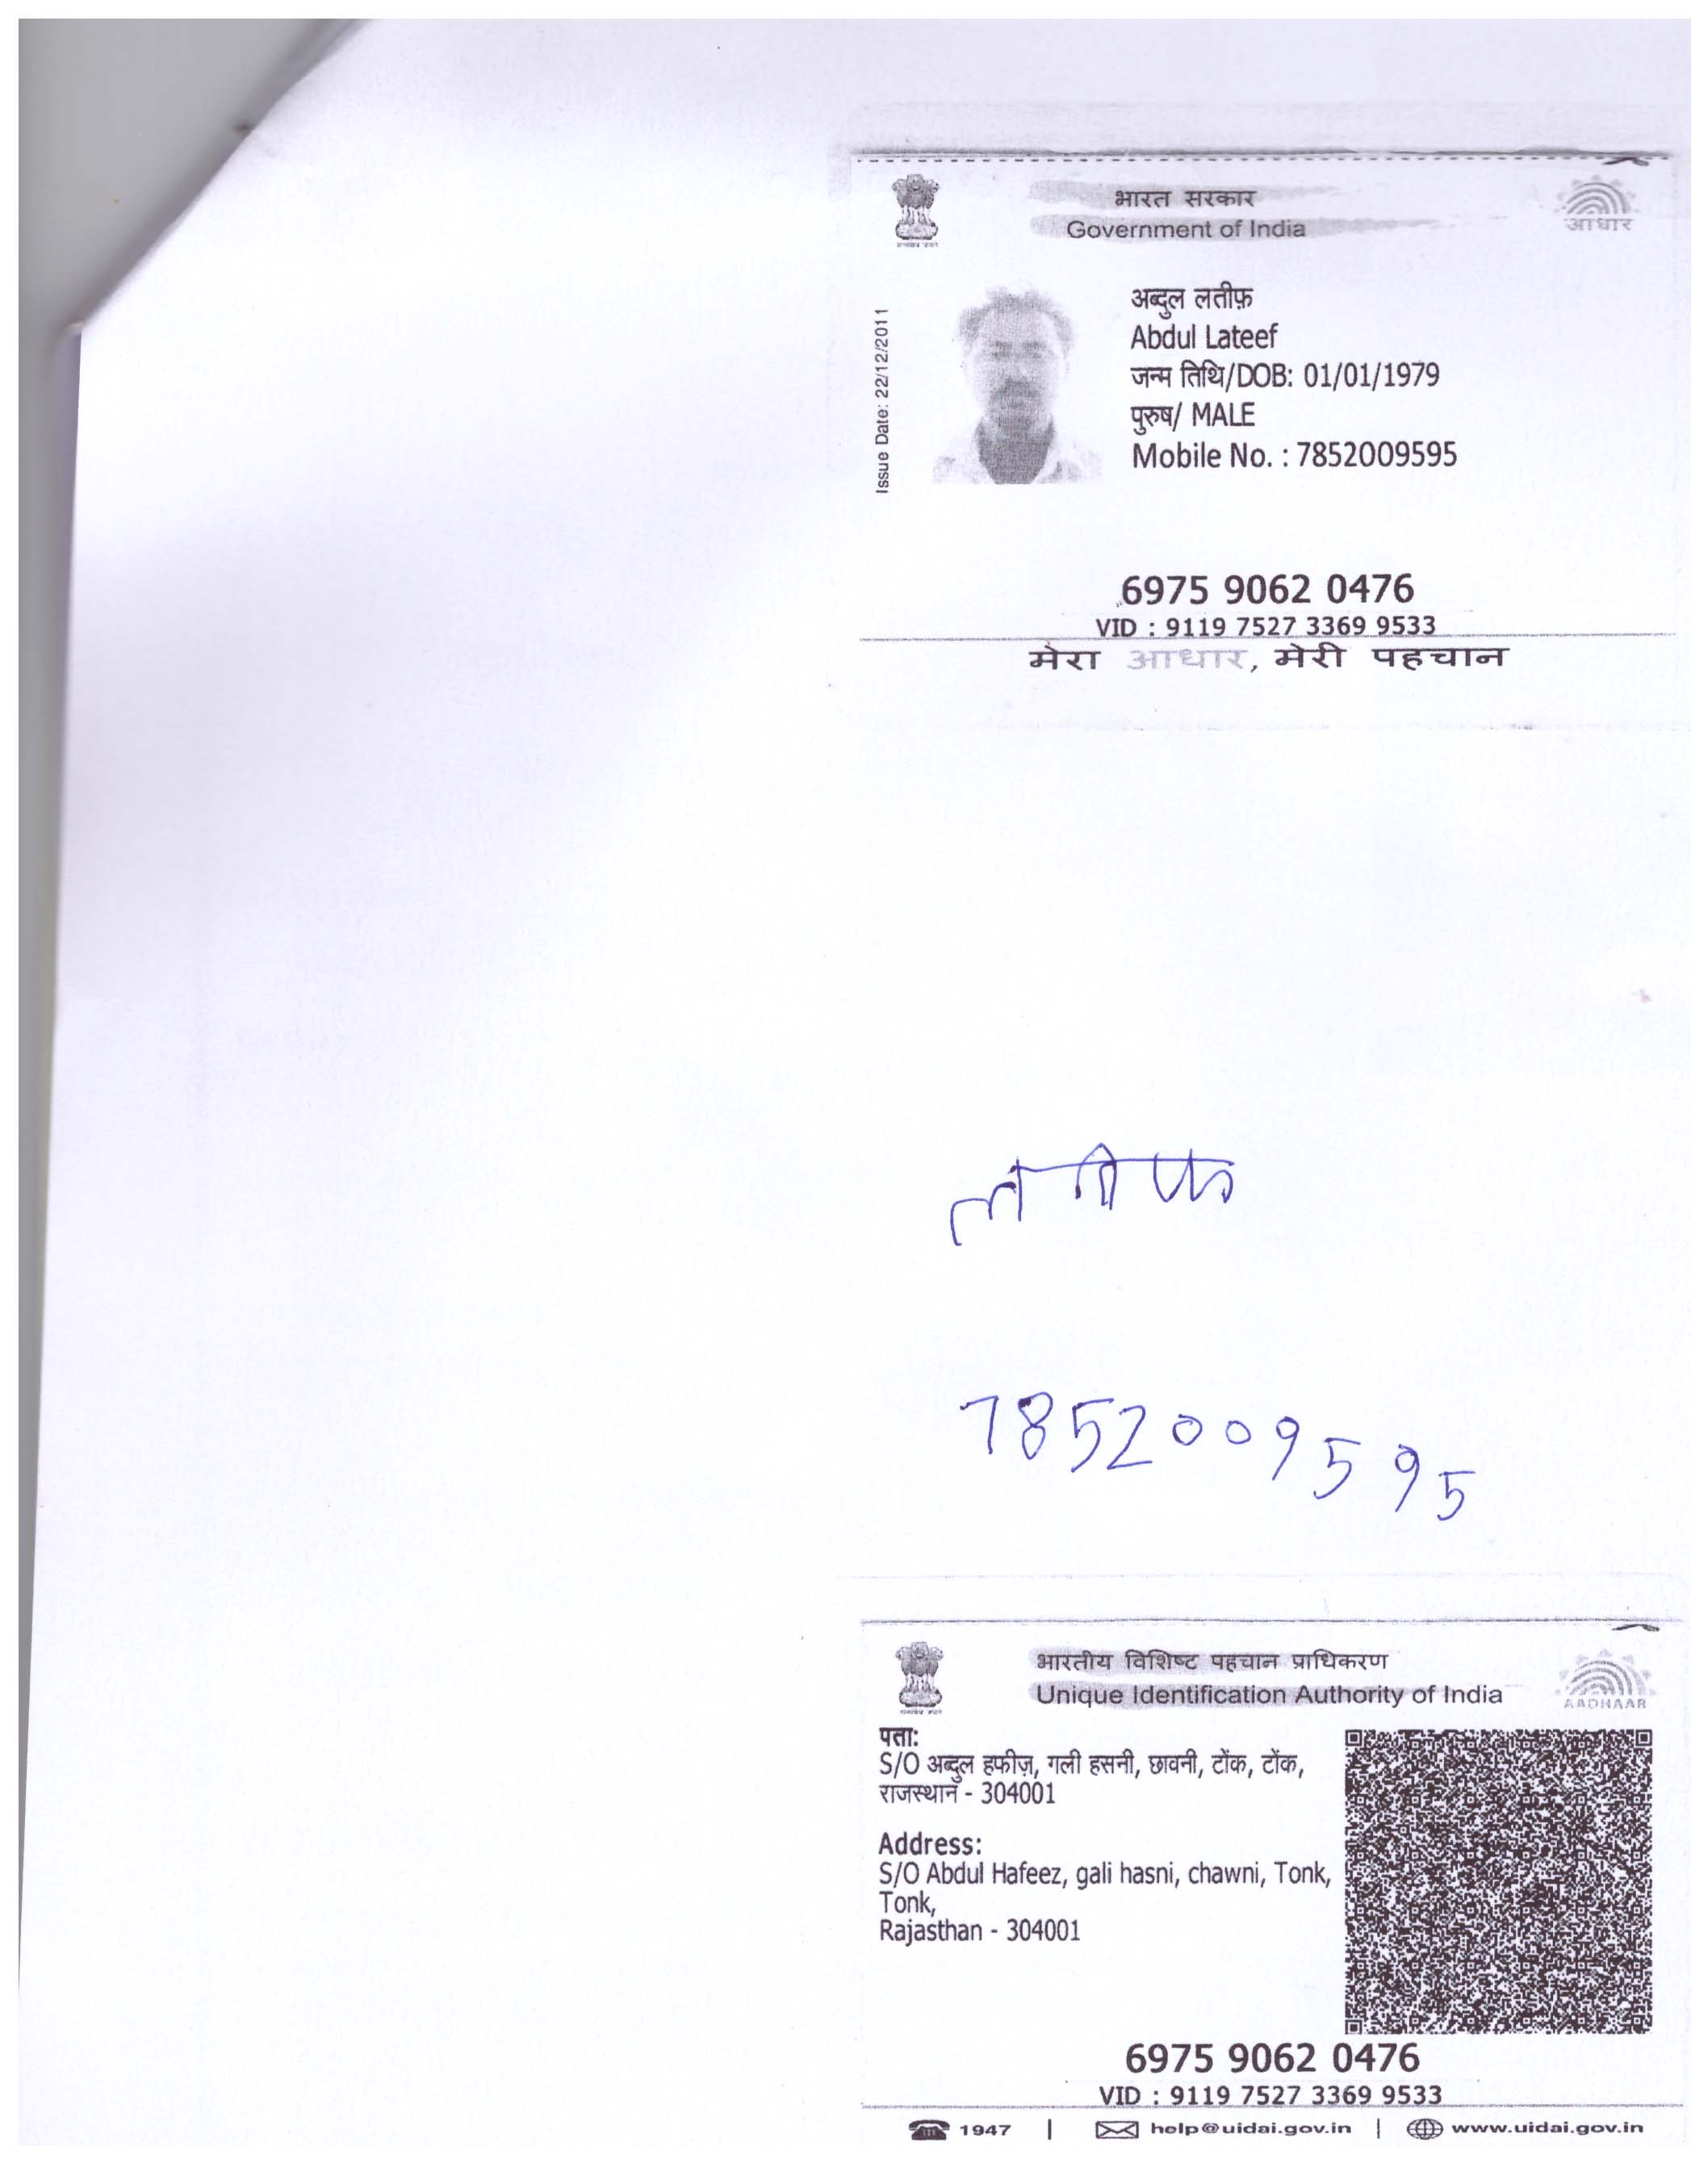 भारत सरकार
Government of India
आधार
Issue Date: 22/12/2011
अब्दुल लतीफ़
Abdul Lateef
जन्म तिथि/DOB: 01/01/1979
पुरुष/ MALE
Mobile No. : 7852009595
6975 9062 0476
VID : 9119 7527 3369 9533
मेरा आधार, मेरी पहचान
लतीफ
7852009595
भारतीय विशिष्ट पहचान प्राधिकरण
Unique Identification Authority of India
AADHAAR
पता:
S/O अब्दुल हफीज़, गली हसनी, छावनी, टोंक, टोंक,
राजस्थान - 304001
Address:
S/O Abdul Hafeez, gali hasni, chawni, Tonk,
Tonk,
Rajasthan - 304001
6975 9062 0476
VID : 9119 7527 3369 9533
1947 | help@uidai.gov.in | www.uidai.gov.in